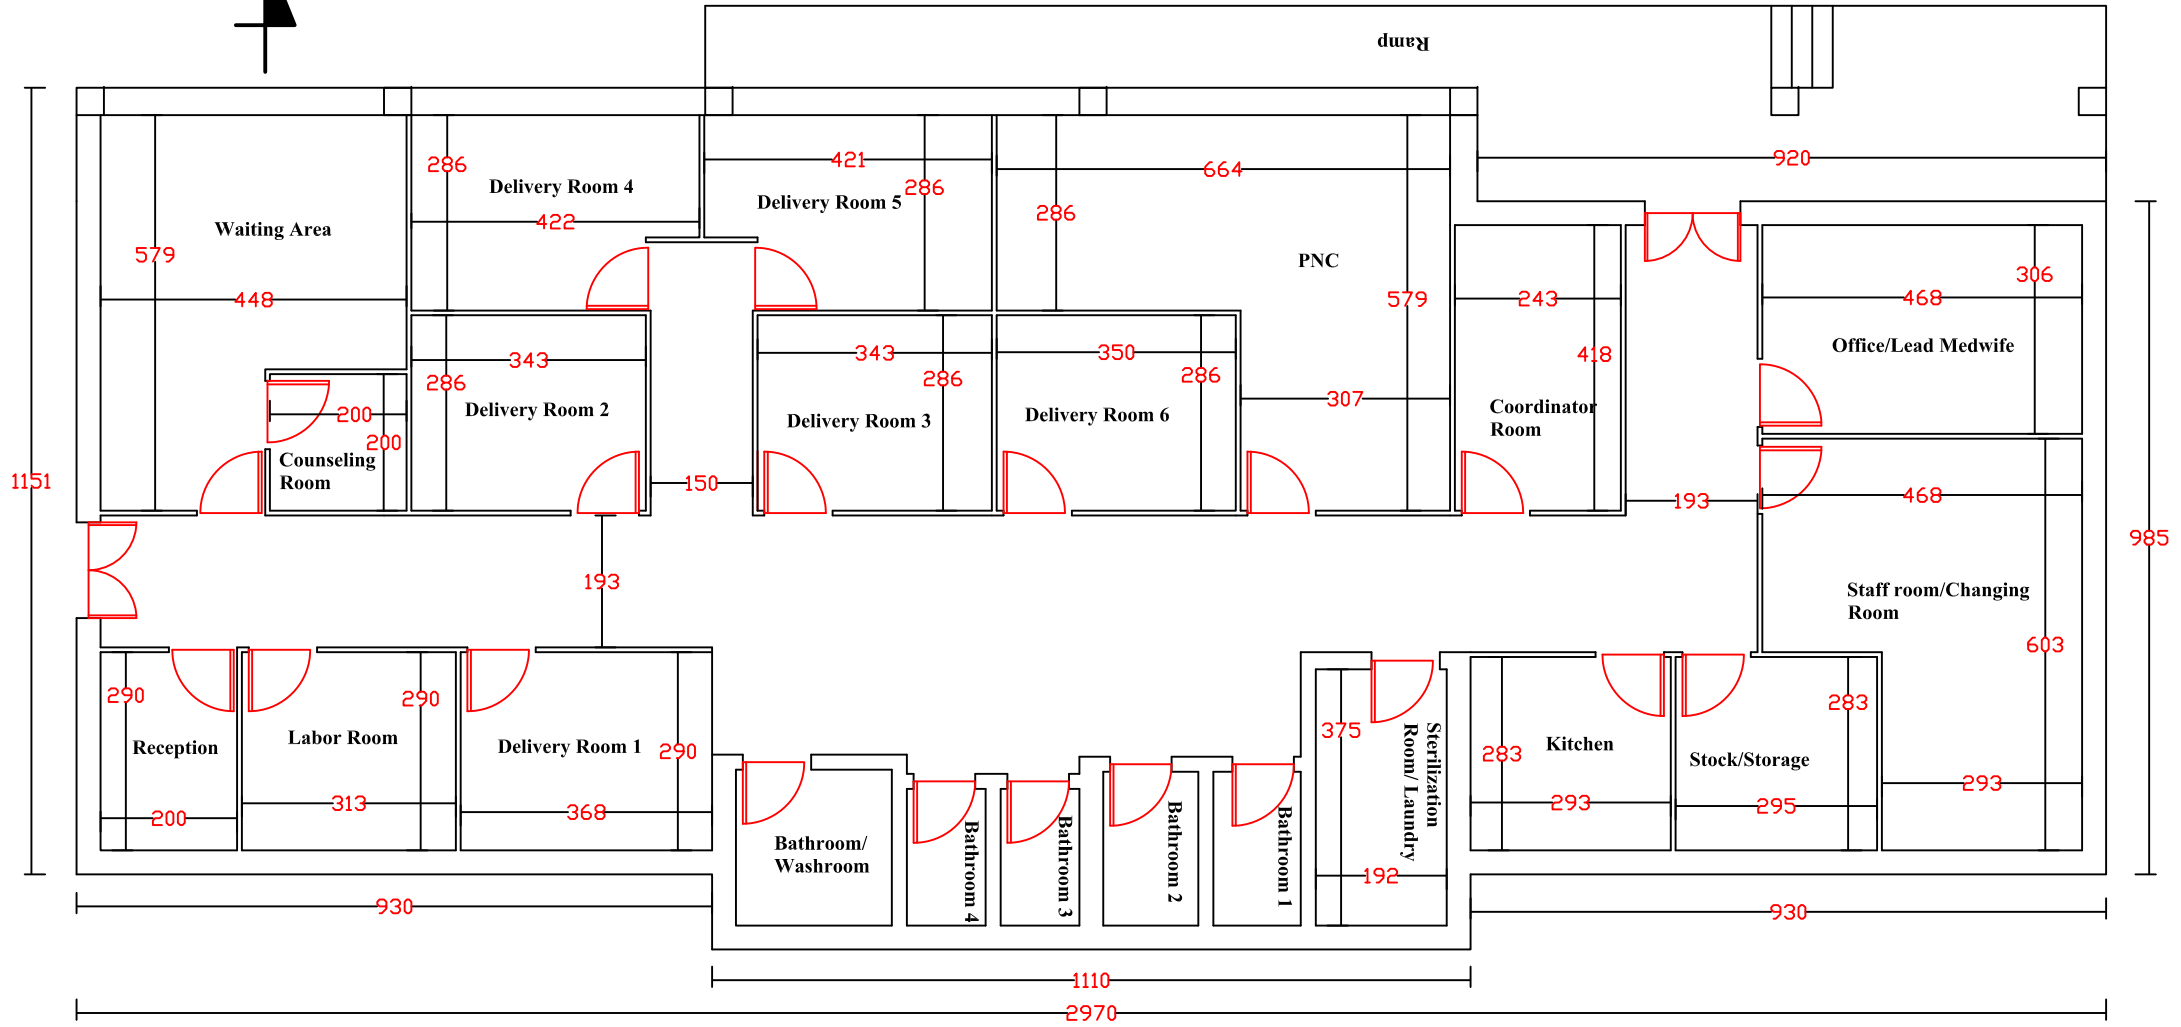 Ramp
920
421
286
664
286
Delivery Room 4
Delivery Room 5
286
422
286
Waiting Area
579
448
PNC
579
243
468
306
Office/Lead Medwife
343
286
343
286
350
286
307
418
Delivery Room 2
Delivery Room 3
Delivery Room 6
Coordinator
Room
200
200
Counseling
Room
150
193
468
1151
985
193
Staff room/Changing
Room
603
290
290
290
283
283
Reception
Labor Room
Delivery Room 1
375
Sterilization
Room/ Laundry
Kitchen
Stock/Storage
293
200
313
368
293
295
Bathroom/
Washroom
Bathroom 4
Bathroom 3
Bathroom 2
Bathroom 1
192
930
930
1110
2970